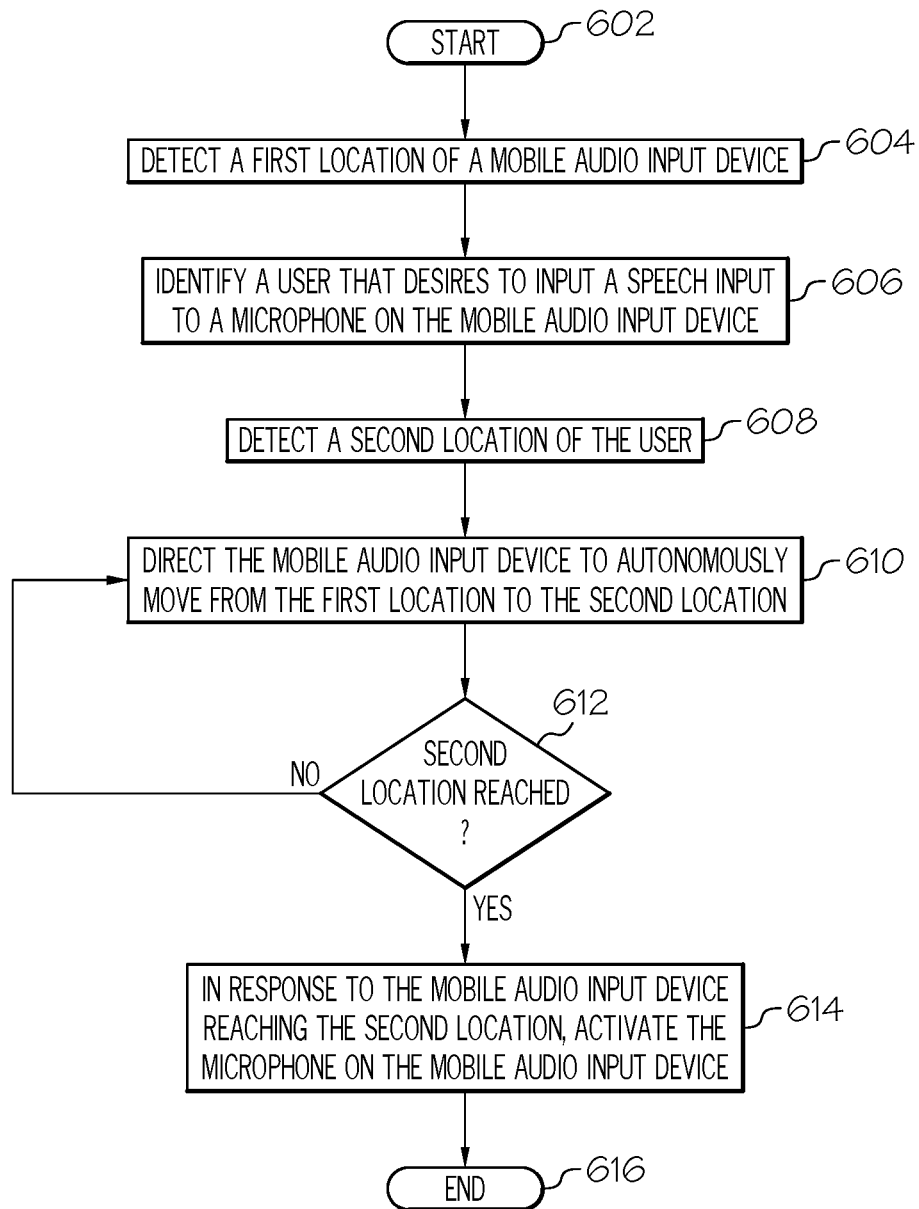 START
602
DETECT A FIRST LOCATION OF A MOBILE AUDIO INPUT DEVICE
604
IDENTIFY A USER THAT DESIRES TO INPUT A SPEECH INPUT
TO A MICROPHONE ON THE MOBILE AUDIO INPUT DEVICE
606
DETECT A SECOND LOCATION OF THE USER
608
DIRECT THE MOBILE AUDIO INPUT DEVICE TO AUTONOMOUSLY
MOVE FROM THE FIRST LOCATION TO THE SECOND LOCATION
610
612
SECOND
LOCATION REACHED
?
NO
YES
IN RESPONSE TO THE MOBILE AUDIO INPUT DEVICE
REACHING THE SECOND LOCATION, ACTIVATE THE
MICROPHONE ON THE MOBILE AUDIO INPUT DEVICE
614
END
616